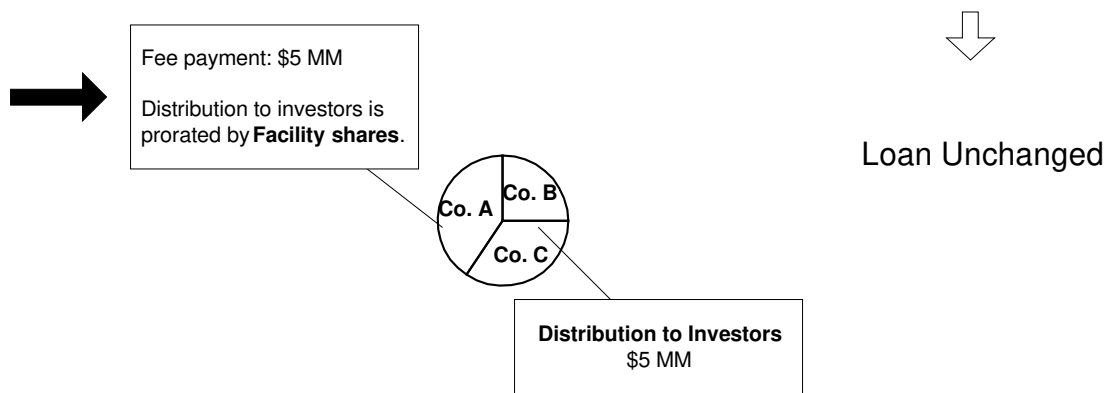 Fee payment: $5 MM
Distribution to investors is
prorated by Facility shares.
Loan Unchanged
Co. A
Co. B
Co. C
Distribution to Investors
$5 MM